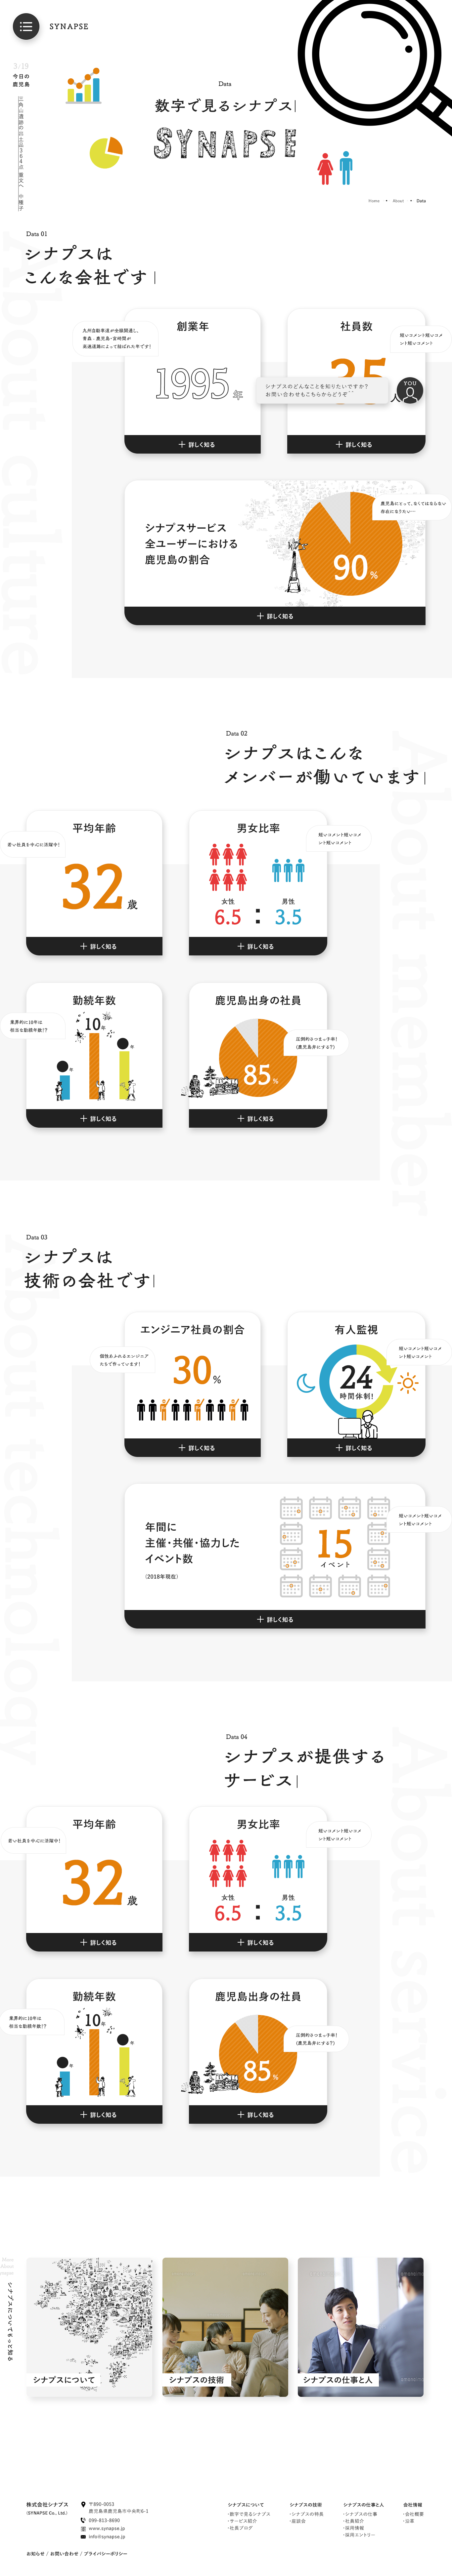 SYNAPSE
3/19
今日の
鹿児島
Data
数字で見るシナプス
SYNAPSE
Home • About • Data
Data 01
シナプスは
こんな会社です
About culture
創業年
九州自動車道が全線開通し、
青森−鹿児島・宮崎間が
高速道路によって結ばれた年です!
1995年
詳しく知る
社員数
短いコメント短いコメ
ント短いコメント
35人
詳しく知る
シナプスのどんなことを知りたいですか?
お問い合わせもこちらからどうぞ^^
YOU
シナプスサービス
全ユーザーにおける
鹿児島の割合
鹿児島にとって、なくてはならない
存在になりたい…
90%
詳しく知る
Data 02
シナプスはこんな
メンバーが働いています
About member
平均年齢
若い社員を中心に活躍中!
32歳
詳しく知る
男女比率
短いコメント短いコメ
ント短いコメント
女性
男性
6.5 : 3.5
詳しく知る
勤続年数
業界的に10年は
相当な勤続年数!?
10年
年
年
詳しく知る
鹿児島出身の社員
圧倒的さつまっ子率!
(鹿児島弁にする?)
85%
詳しく知る
Data 03
シナプスは
技術の会社です
About technology
エンジニア社員の割合
個性あふれるエンジニア
たちで作っています!
30%
詳しく知る
有人監視
短いコメント短いコメ
ント短いコメント
24
時間体制!
詳しく知る
年間に
主催・共催・協力した
イベント数
(2018年現在)
短いコメント短いコメ
ント短いコメント
15
イベント
詳しく知る
Data 04
シナプスが提供する
サービス
About service
平均年齢
若い社員を中心に活躍中!
32歳
詳しく知る
男女比率
短いコメント短いコメ
ント短いコメント
女性
男性
6.5 : 3.5
詳しく知る
勤続年数
業界的に10年は
相当な勤続年数!?
10年
年
年
詳しく知る
鹿児島出身の社員
圧倒的さつまっ子率!
(鹿児島弁にする?)
85%
詳しく知る
シナプスについてもっと知る
シナプスについて
シナプスの技術
シナプスの仕事と人
株式会社シナプス
(SYNAPSE Co., Ltd.)
〒890-0053
鹿児島県鹿児島市中央町6-1
099-813-8690
www.synapse.jp
info@synapse.jp
シナプスについて
・数字で見るシナプス
・サービス紹介
・社長ブログ
シナプスの技術
・シナプスの特長
・座談会
シナプスの仕事と人
・シナプスの仕事
・社員紹介
・採用情報
・採用エントリー
会社情報
・会社概要
・沿革
お知らせ / お問い合わせ / プライバシーポリシー